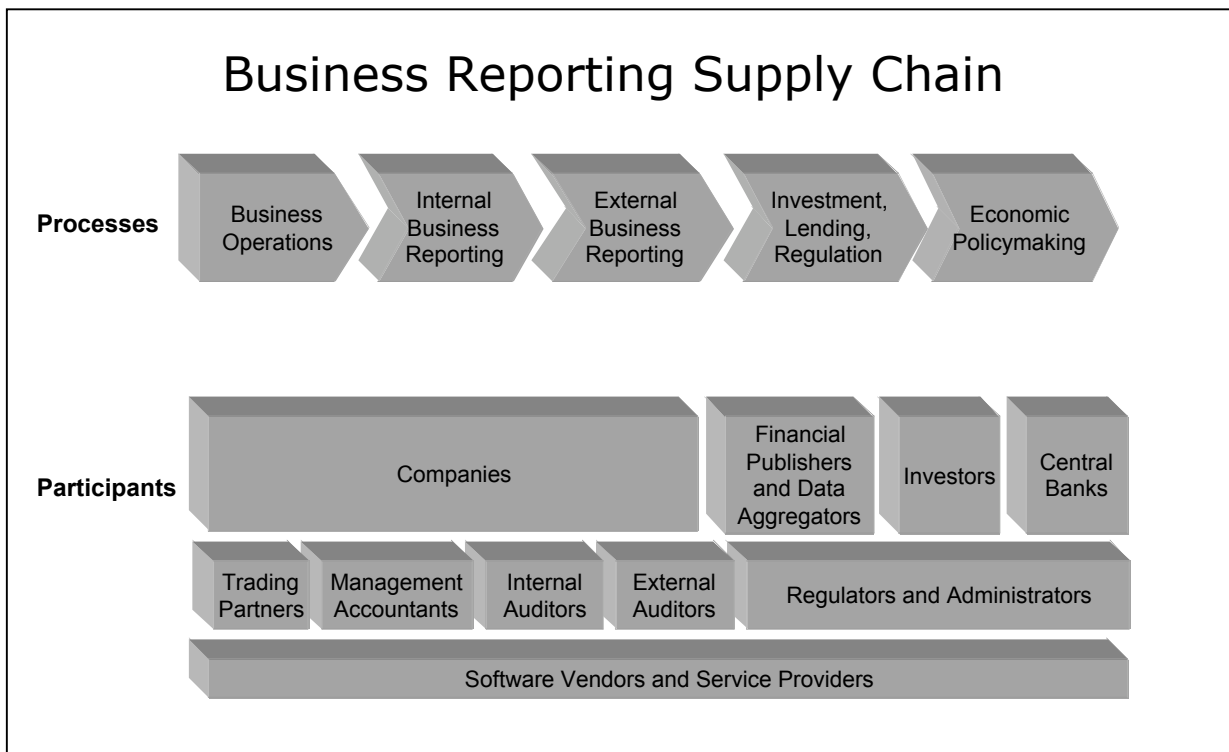 Business Reporting Supply Chain
Processes
Business
Operations
Internal
Business
Reporting
External
Business
Reporting
Investment,
Lending,
Regulation
Economic
Policymaking
Participants
Companies
Financial
Publishers
and Data
Aggregators
Investors
Central
Banks
Trading
Partners
Management
Accountants
Internal
Auditors
External
Auditors
Regulators and Administrators
Software Vendors and Service Providers